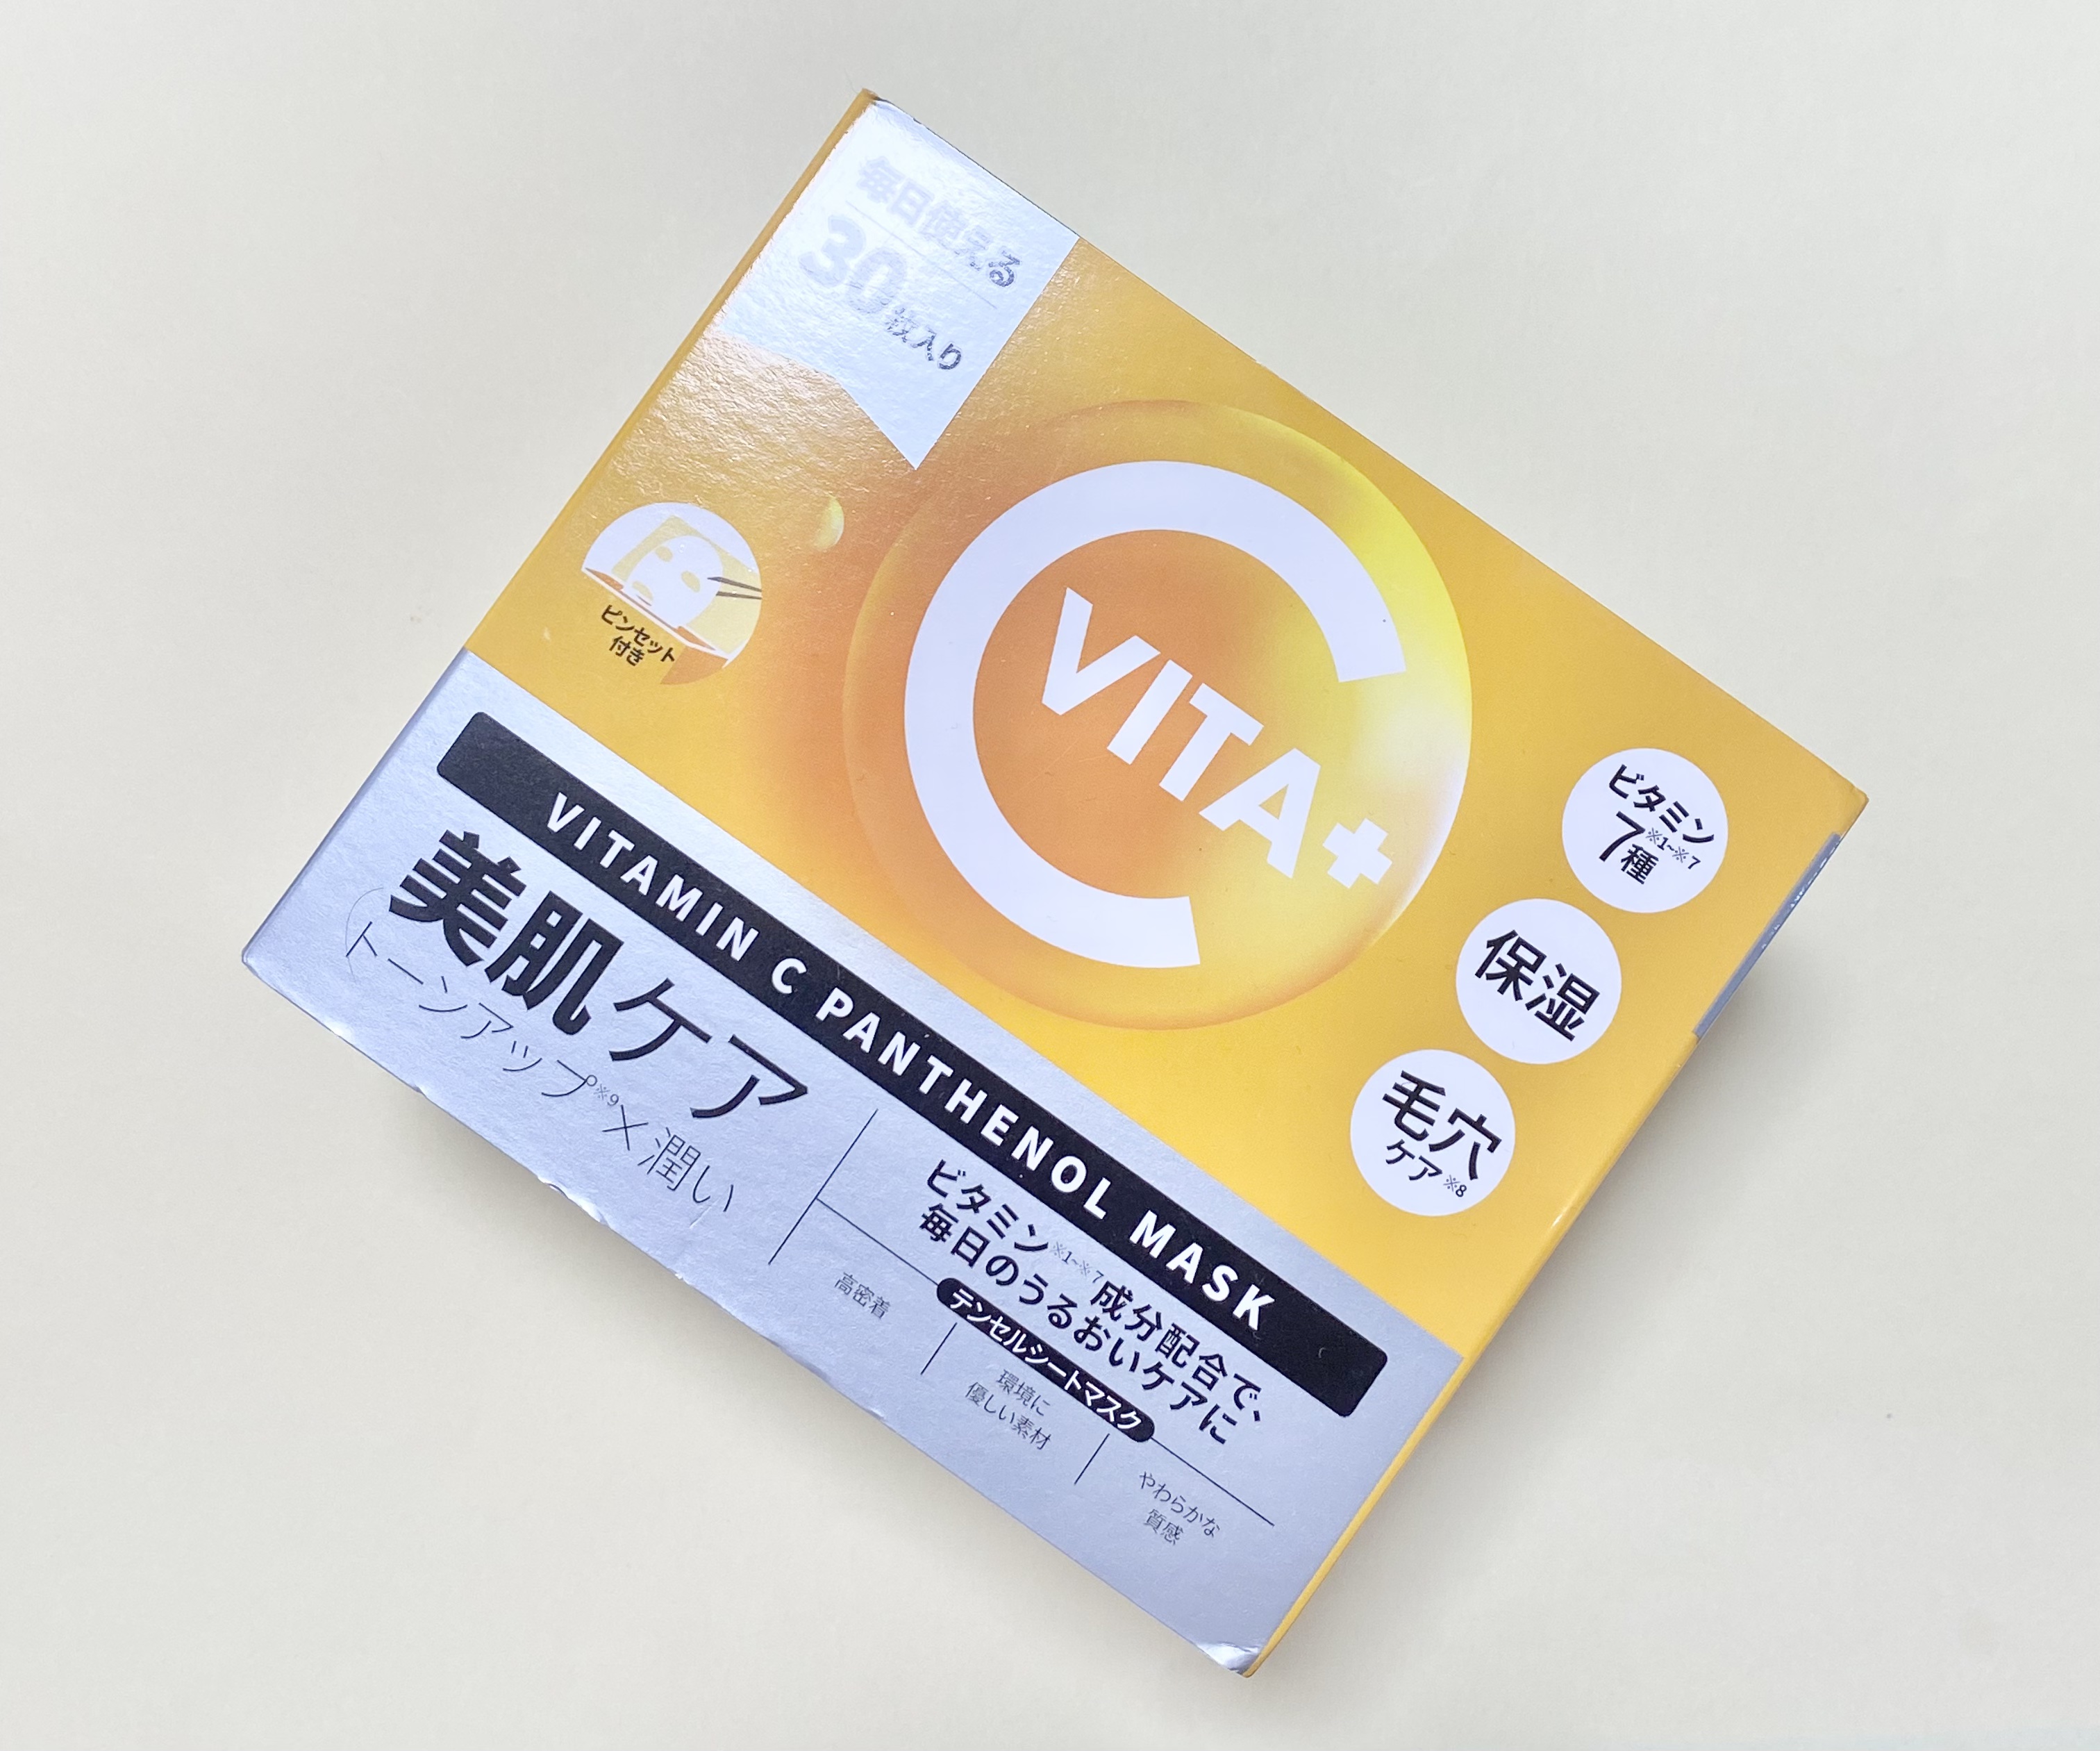 毎日使える
30枚入り
C
VITA+
ピンセット
付き
ビタミン
7種※1~※7
保湿
毛穴
ケア※8
VITAMIN C PANTHENOL MASK
美肌ケア
トーンアップ※9×潤い
ビタミン※1~※7成分配合で、
毎日のうるおいケアに
テンセルシートマスク
高密着
環境に
優しい素材
やわらかな
質感